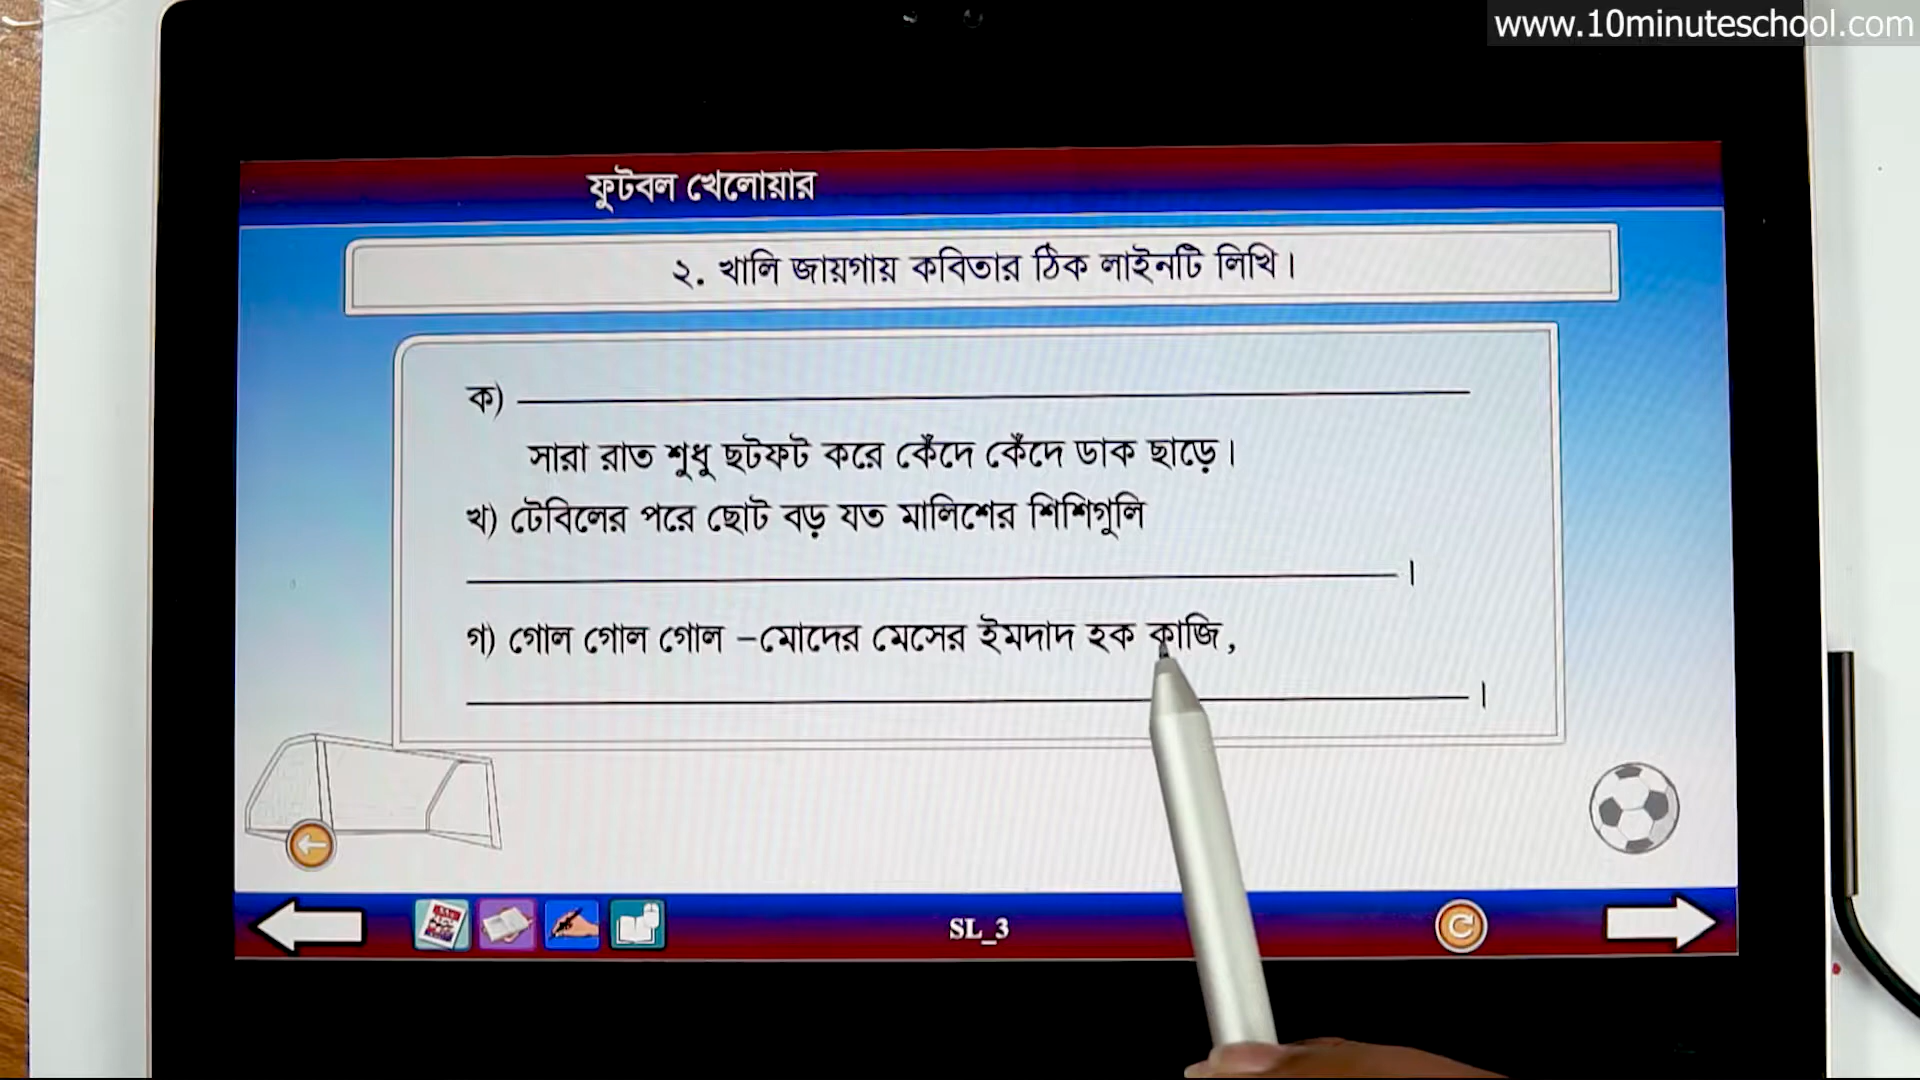 www.10minuteschool.com
ফুটবল খেলোয়ার
২. খালি জায়গায় কবিতার ঠিক লাইনটি লিখি।
ক)
সারা রাত শুধু ছটফট করে কেঁদে কেঁদে ডাক ছাড়ে।
খ) টেবিলের পরে ছোট বড় যত মালিশের শিশিগুলি
।
গ) গোল গোল গোল –মোদের মেসের ইমদাদ হক কাজি,
।
SL_3